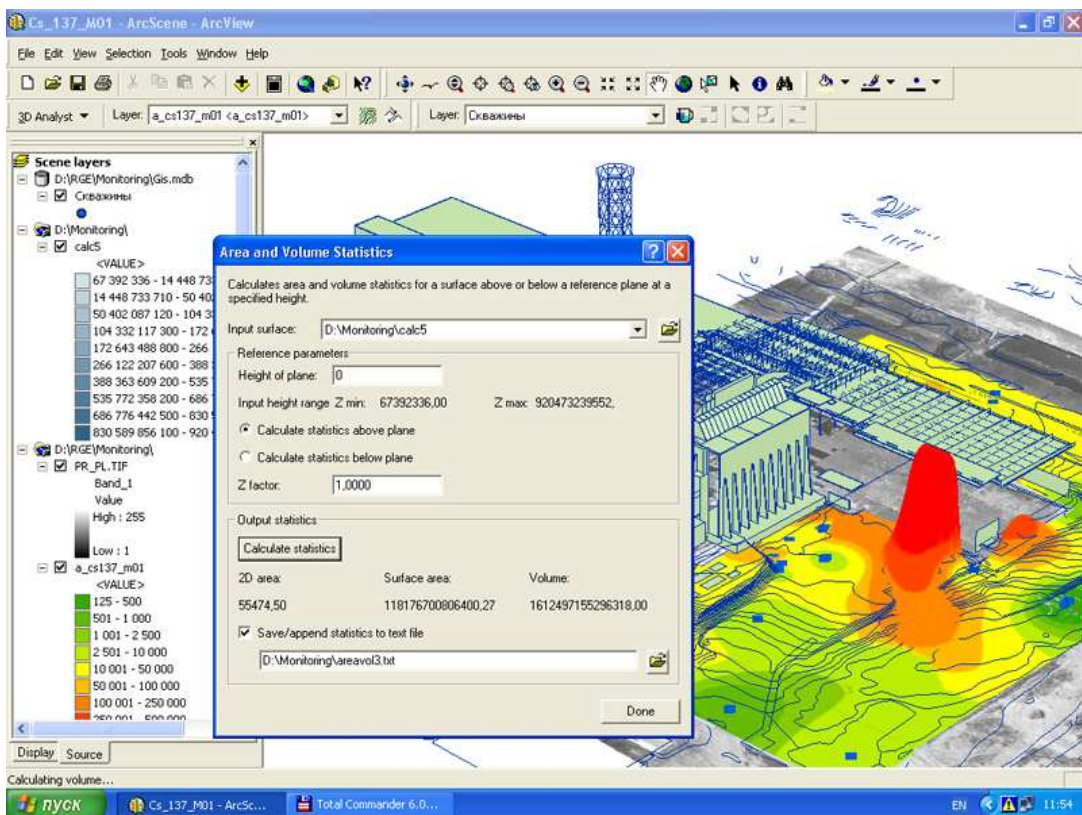 Cs_137_M01 - ArcScene - ArcView
File Edit View Selection Tools Window Help
3D Analyst Layer: a_cs137_m01 <a_cs137_m01> Layer: Скважины
Scene layers
D:\RGE\Monitoring\Gis.mdb
Скважины
D:\Monitoring\
calc5
<VALUE>
67 392 336 - 14 448 73
14 448 733 710 - 50 40
50 402 087 120 - 104 3
104 332 117 300 - 172
172 643 488 800 - 266
266 122 207 600 - 388
388 363 609 200 - 535
535 772 358 200 - 686
686 776 442 500 - 830
830 589 856 100 - 920
D:\RGE\Monitoring\
PR_PL.TIF
Band_1
Value
High : 255
Low : 1
a_cs137_m01
<VALUE>
125 - 500
501 - 1 000
1 001 - 2 500
2 501 - 10 000
10 001 - 50 000
50 001 - 100 000
100 001 - 250 000
250 001 - 500 000
Display Source
Area and Volume Statistics
Calculates area and volume statistics for a surface above or below a reference plane at a
specified height.
Input surface: D:\Monitoring\calc5
Reference parameters
Height of plane: 0
Input height range Z min: 67392336,00 Z max: 920473239552,
Calculate statistics above plane
Calculate statistics below plane
Z factor: 1,0000
Output statistics
Calculate statistics
2D area: Surface area: Volume:
55474,50 118176700806400,27 1612497155296318,00
Save/append statistics to text file
D:\Monitoring\areavol3.txt
Done
Calculating volume...
пуск Cs_137_M01 - ArcSc... Total Commander 6.0... EN 11:54